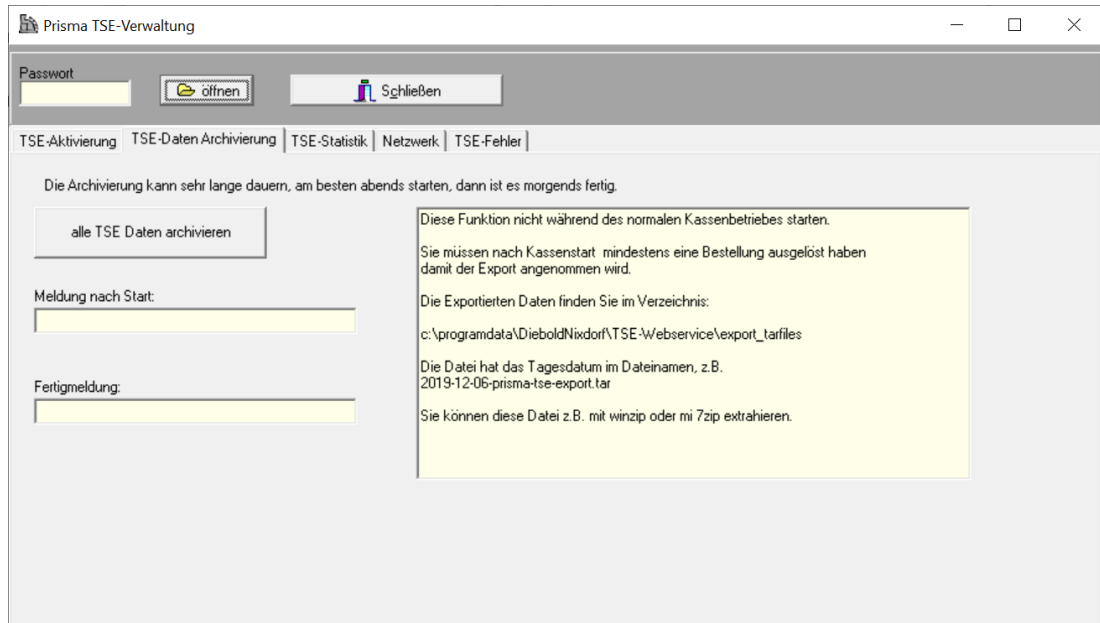 Prisma TSE-Verwaltung
Passwort
öffnen
Schließen
TSE-Aktivierung
TSE-Daten Archivierung
TSE-Statistik
Netzwerk
TSE-Fehler
Die Archivierung kann sehr lange dauern, am besten abends starten, dann ist es morgends fertig.
alle TSE Daten archivieren
Meldung nach Start:
Fertigmeldung:
Diese Funktion nicht während des normalen Kassenbetriebes starten.
Sie müssen nach Kassenstart mindestens eine Bestellung ausgelöst haben
damit der Export angenommen wird.
Die Exportierten Daten finden Sie im Verzeichnis:
c:\programdata\DieboldNixdorf\TSE-Webservice\export_tarfiles
Die Datei hat das Tagesdatum im Dateinamen, z.B.
2019-12-06-prisma-tse-export.tar
Sie können diese Datei z.B. mit winzip oder mi 7zip extrahieren.